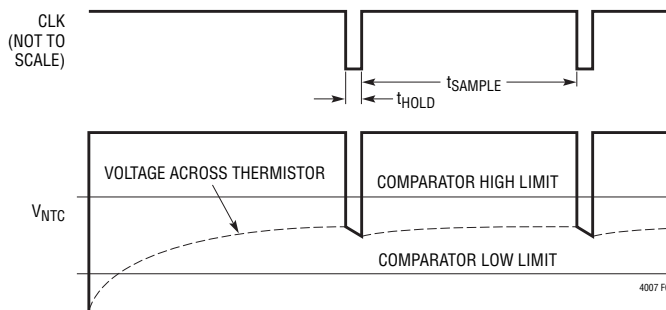 CLK
(NOT TO
SCALE)
tSAMPLE
tHOLD
VOLTAGE ACROSS THERMISTOR
COMPARATOR HIGH LIMIT
VNTC
COMPARATOR LOW LIMIT
4007 F